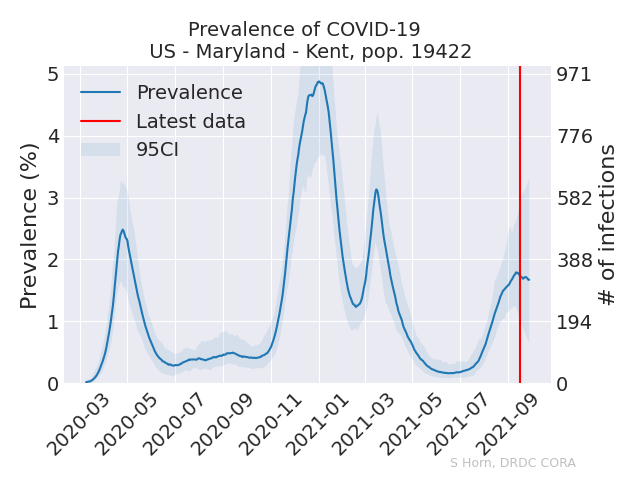 Prevalence of COVID-19
US - Maryland - Kent, pop. 19422
Prevalence
Latest data
95CI
Prevalence (%)
5
4
3
2
1
0
971
776
582
388
194
0
# of infections
2020-03
2020-05
2020-07
2020-09
2020-11
2021-01
2021-03
2021-05
2021-07
2021-09
S Horn, DRDC CORA